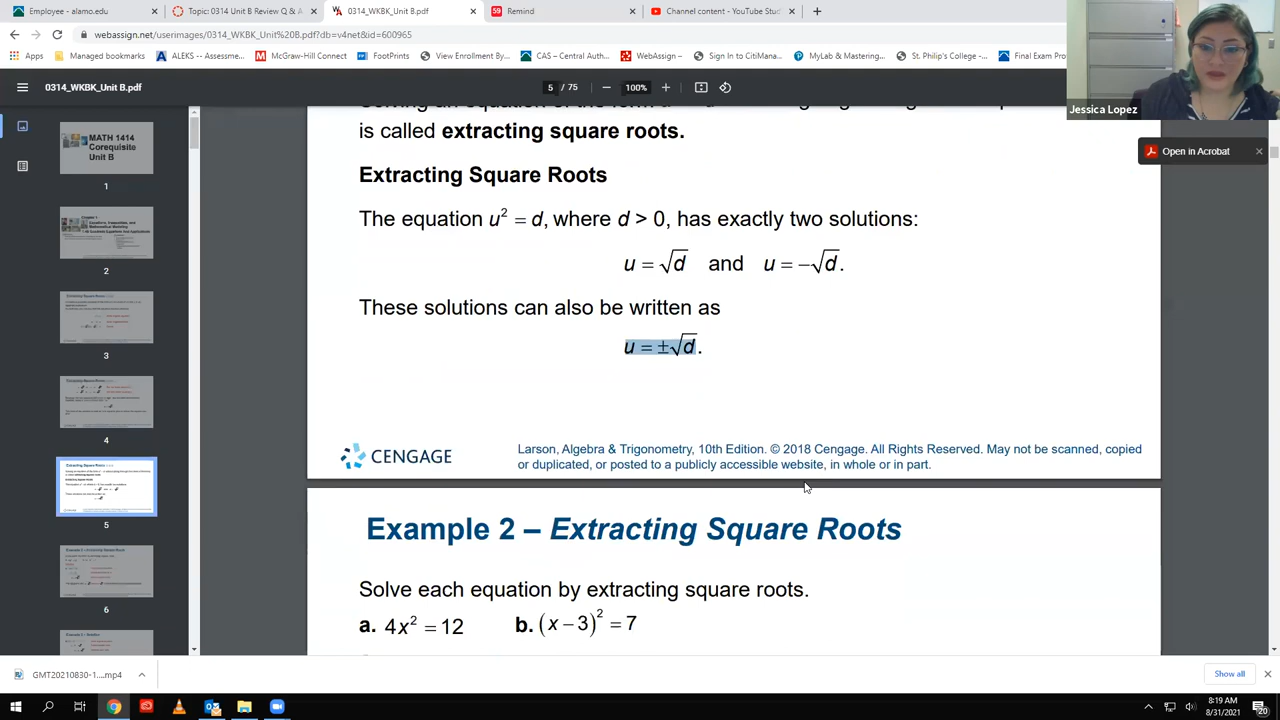 Employee - alamo.edu
Topic: 0314 Unit B Review Q & A
0314_WKBK_Unit B.pdf
59
Remind
Channel content - YouTube Stud
webassign.net/userimages/0314_WKBK_Unit%20B.pdf?db=v4net&id=600965
Apps
Managed bookmarks
ALEKS -- Assessme...
McGraw-Hill Connect
FootPrints
View Enrollment By...
CAS – Central Auth...
WebAssign –
Sign In to CitiMana...
MyLab & Mastering...
St. Philip's College -...
Final Exam Pro
0314_WKBK_Unit B.pdf
5 / 75
100%
Jessica Lopez
Open in Acrobat
MATH 1414
Corequisite
Unit B
1
2
3
4
5
6
is called extracting square roots.
Extracting Square Roots
The equation u² = d, where d > 0, has exactly two solutions:
u = √d and u = –√d.
These solutions can also be written as
u = ±√d.
CENGAGE
Larson, Algebra & Trigonometry, 10th Edition. © 2018 Cengage. All Rights Reserved. May not be scanned, copied
or duplicated, or posted to a publicly accessible website, in whole or in part.
Example 2 – Extracting Square Roots
Solve each equation by extracting square roots.
a. 4x² = 12 b. (x – 3)² = 7
GMT20210830-1....mp4
Show all
8:19 AM
8/31/2021
20